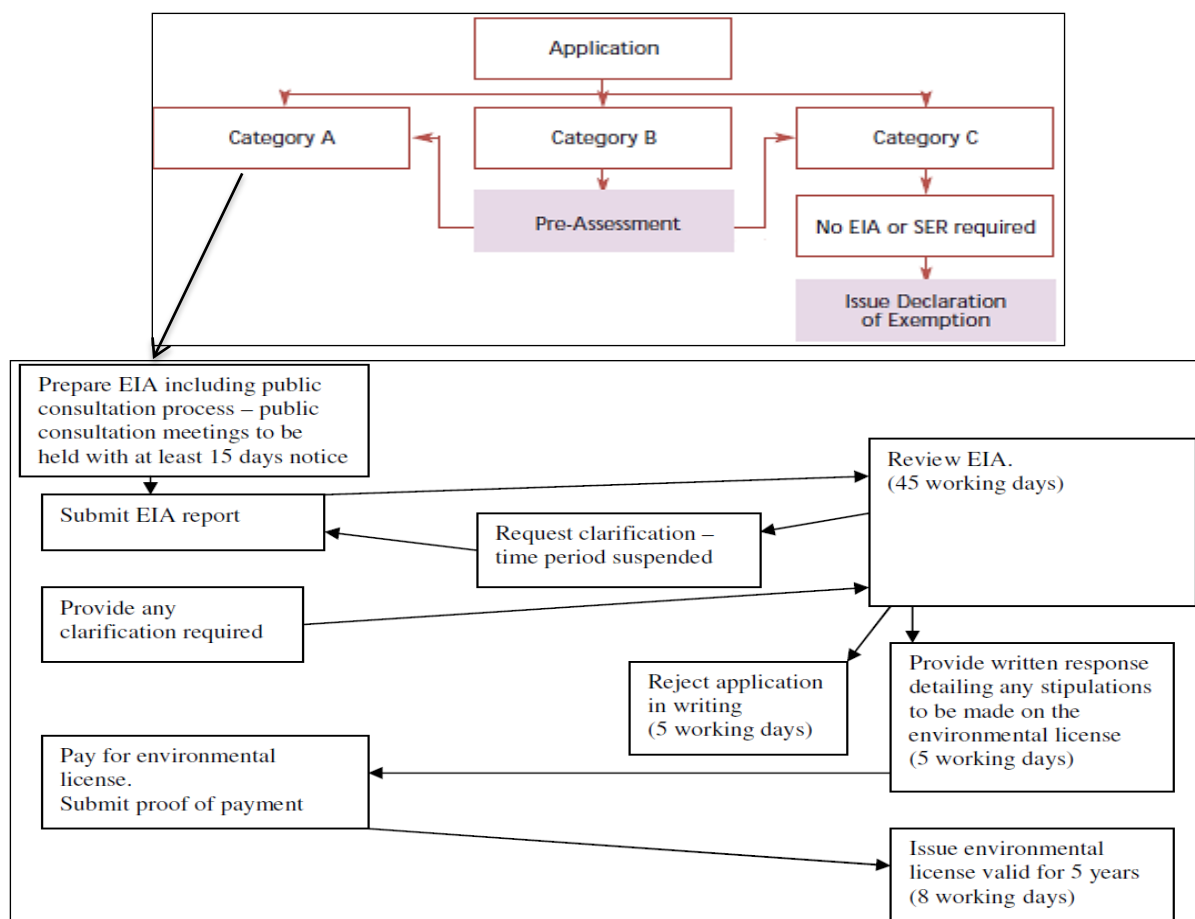 Application
Category A
Category B
Category C
Pre-Assessment
No EIA or SER required
Issue Declaration
of Exemption
Prepare EIA including public
consultation process – public
consultation meetings to be
held with at least 15 days notice
Review EIA.
(45 working days)
Submit EIA report
Request clarification –
time period suspended
Provide any
clarification required
Reject application
in writing
(5 working days)
Provide written response
detailing any stipulations
to be made on the
environmental license
(5 working days)
Pay for environmental
license.
Submit proof of payment
Issue environmental
license valid for 5 years
(8 working days)